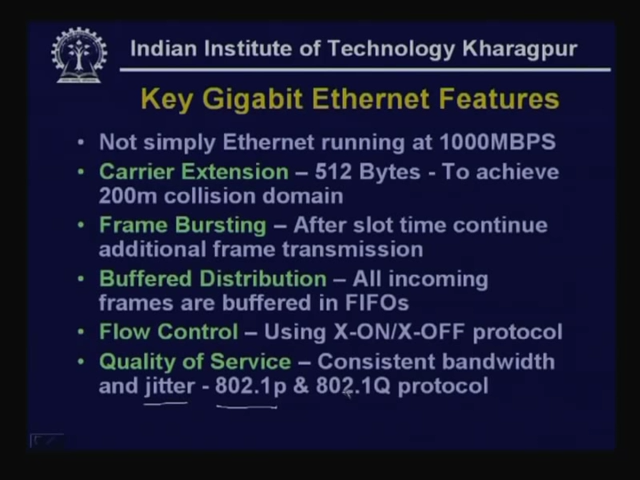 Indian Institute of Technology Kharagpur
Key Gigabit Ethernet Features
• Not simply Ethernet running at 1000MBPS
• Carrier Extension – 512 Bytes - To achieve
200m collision domain
• Frame Bursting – After slot time continue
additional frame transmission
• Buffered Distribution – All incoming
frames are buffered in FIFOs
• Flow Control – Using X-ON/X-OFF protocol
• Quality of Service – Consistent bandwidth
and jitter - 802.1p & 802.1Q protocol